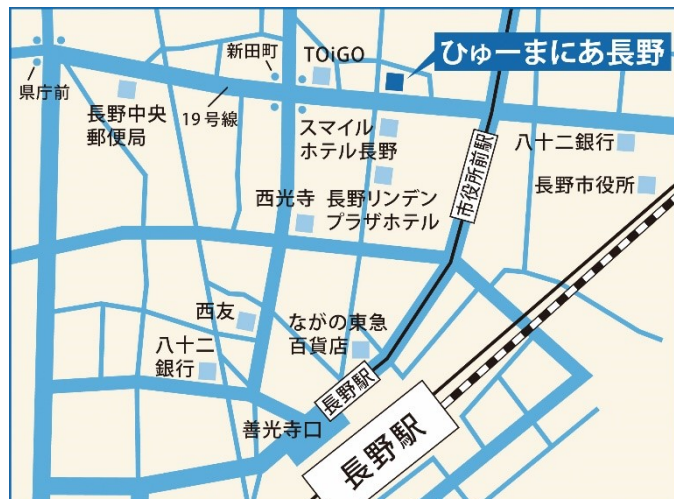 新田町
TOiGO
ひゅーまにあ長野
県庁前
長野中央
郵便局
19号線
スマイル
ホテル長野
八十二銀行
市役所前駅
長野市役所
西光寺
長野リンデン
プラザホテル
西友
八十二
銀行
ながの東急
百貨店
長野駅
善光寺口
長野駅